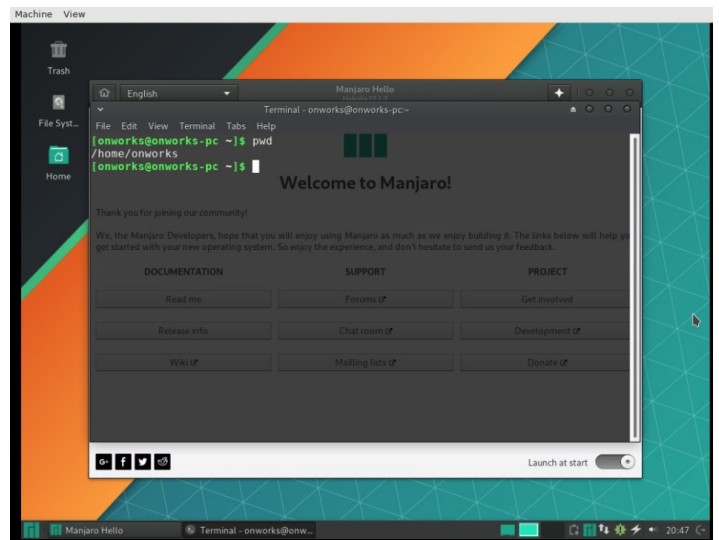 Machine View
Trash
File Syst...
Home
English
Manjaro Hello
Terminal - onworks@onworks-pc:~
File Edit View Terminal Tabs Help
[onworks@onworks-pc ~]$ pwd
/home/onworks
[onworks@onworks-pc ~]$
Welcome to Manjaro!
Thank you for joining our community!
We, the Manjaro Developers, hope that you will enjoy using Manjaro as much as we enjoy building it. The links below will help yo
get started with your new operating system. So enjoy the experience, and don't hesitate to send us your feedback.
DOCUMENTATION SUPPORT PROJECT
Read me Forums Get involved
Release info Chat room Development
Wiki Mailling lists Donate
G+ f
Launch at start
Manjaro Hello
Terminal - onworks@onw...
20:47